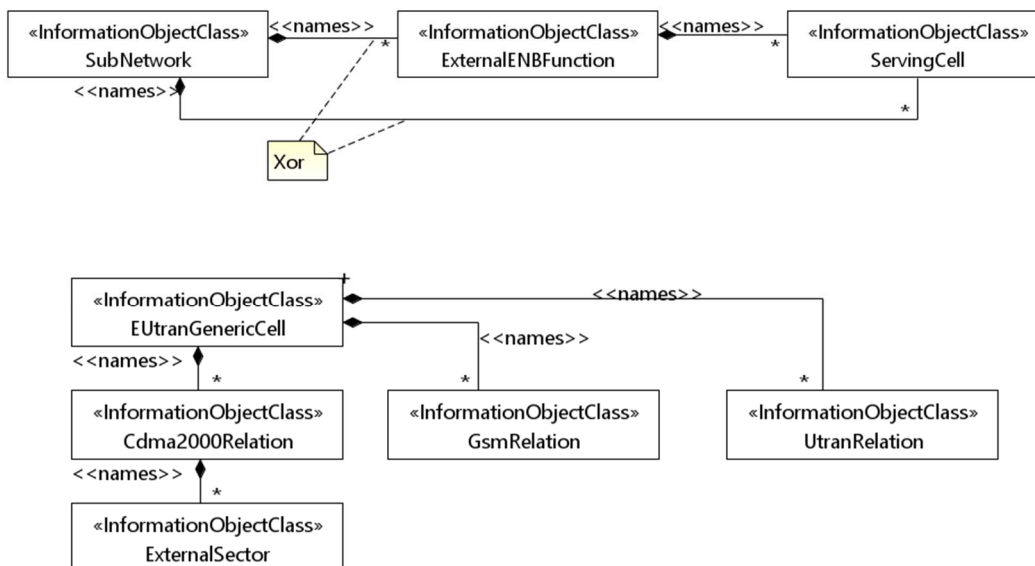 «InformationObjectClass»
SubNetwork
<<names>>
*
«InformationObjectClass»
ExternalENBFunction
<<names>>
*
«InformationObjectClass»
ServingCell
<<names>>
*
Xor
«InformationObjectClass»
EUtranGenericCell
<<names>>
<<names>>
<<names>>
*
*
*
«InformationObjectClass»
Cdma2000Relation
«InformationObjectClass»
GsmRelation
«InformationObjectClass»
UtranRelation
<<names>>
*
«InformationObjectClass»
ExternalSector